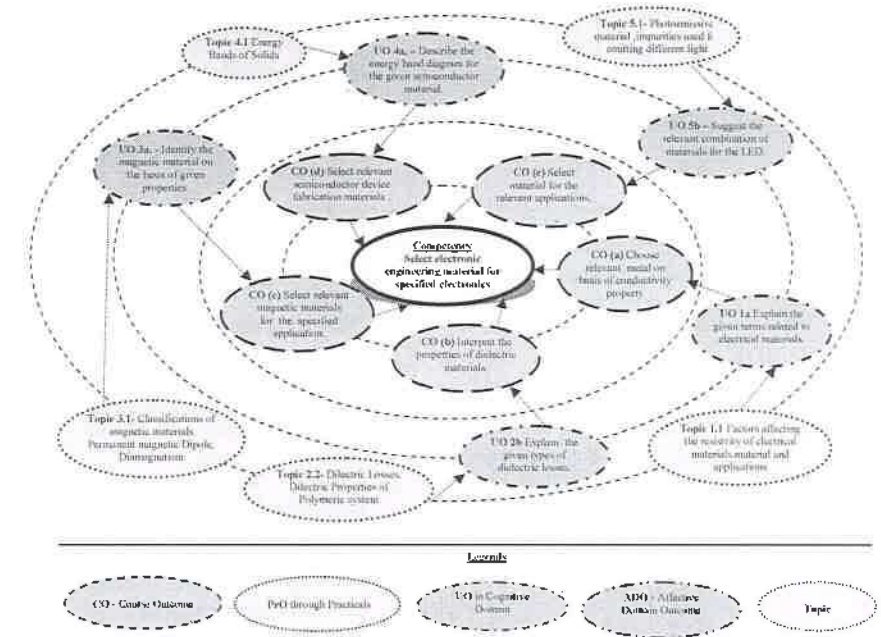 Topic 4.1 Energy
Bands of Solids
UO 4a. – Describe the
energy band diagram for
the given semiconductor
material.
Topic 5.1- Photoemissive
material ,impurities used
emitting different light
UO 3a. - Identify the
magnetic material on
the basis of given
properties
UO 5b – Suggest the
relevant combination of
materials for the LED.
CO (d) Select relevant
semiconductor device
fabrication materials .
CO (e) Select
material for the
relevant applications.
Competency
Select electronic
engineering material for
specified electronics
CO (a) Choose
relevant metal on
basis of conductivity
property
CO (c) Select relevant
magnetic materials
for the specified
application.
CO (b) Interpret the
properties of dielectric
materials
UO 1a Explain the
given terms related to
electrical materials.
Topic 3.1- Classifications of
magnetic materials
Permanent magnetic Dipole,
Diamagnetism
UO 2b Explain the
given types of
dielectric losses.
Topic 1.1 Factors affecting
the resistivity of electrical
materials,material and
applications
Topic 2.2- Dilectric Losses,
Dilectric Properties of
Polymeric system
Legends
CO - Course Outcome
PrO through Practicals
UO in Cognitive
Domain
ADO - Affective
Domain Outcome
Topic